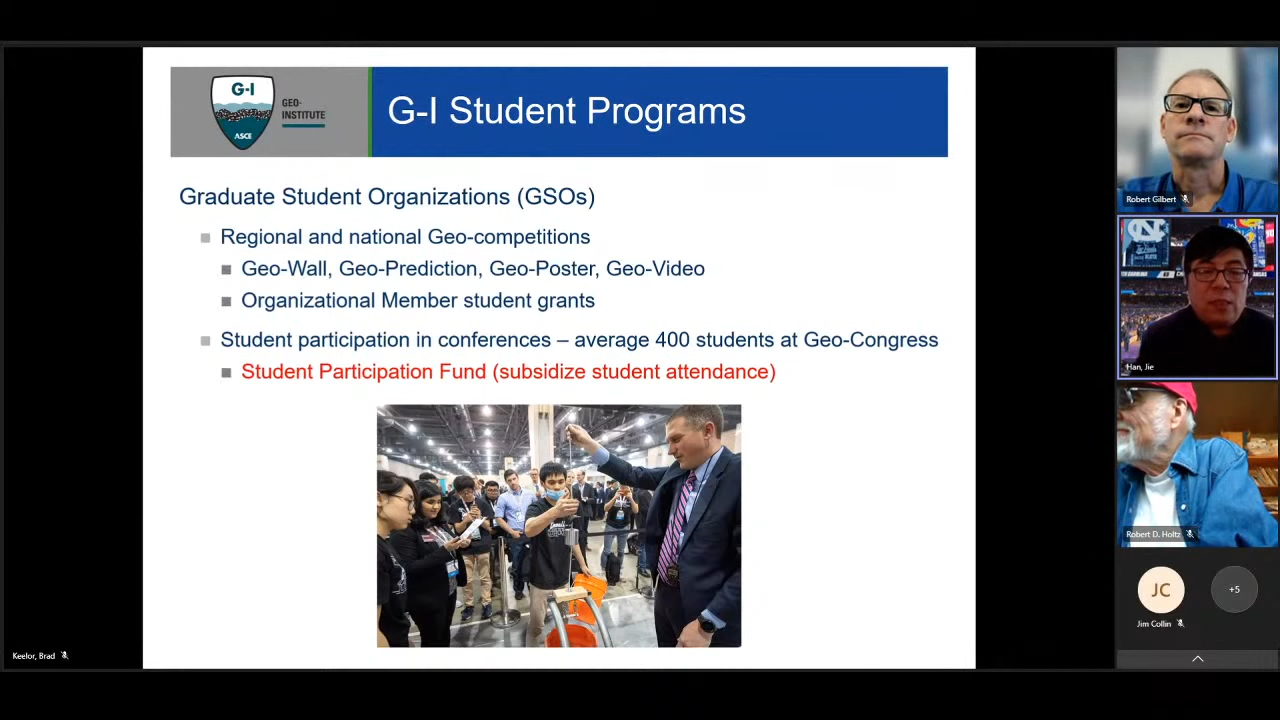 G-I
GEO-
INSTITUTE
ASCE
G-I Student Programs
Graduate Student Organizations (GSOs)
Regional and national Geo-competitions
Geo-Wall, Geo-Prediction, Geo-Poster, Geo-Video
Organizational Member student grants
Student participation in conferences – average 400 students at Geo-Congress
Student Participation Fund (subsidize student attendance)
Keelor, Brad
Robert Gilbert
Han, Jie
Robert D. Holtz
JC
+5
Jim Collin